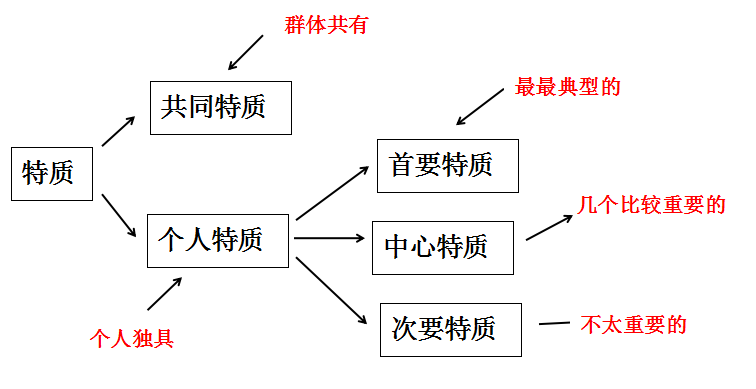 群体共有
最最典型的
共同特质
首要特质
特质
几个比较重要的
个人特质
中心特质
不太重要的
次要特质
个人独具